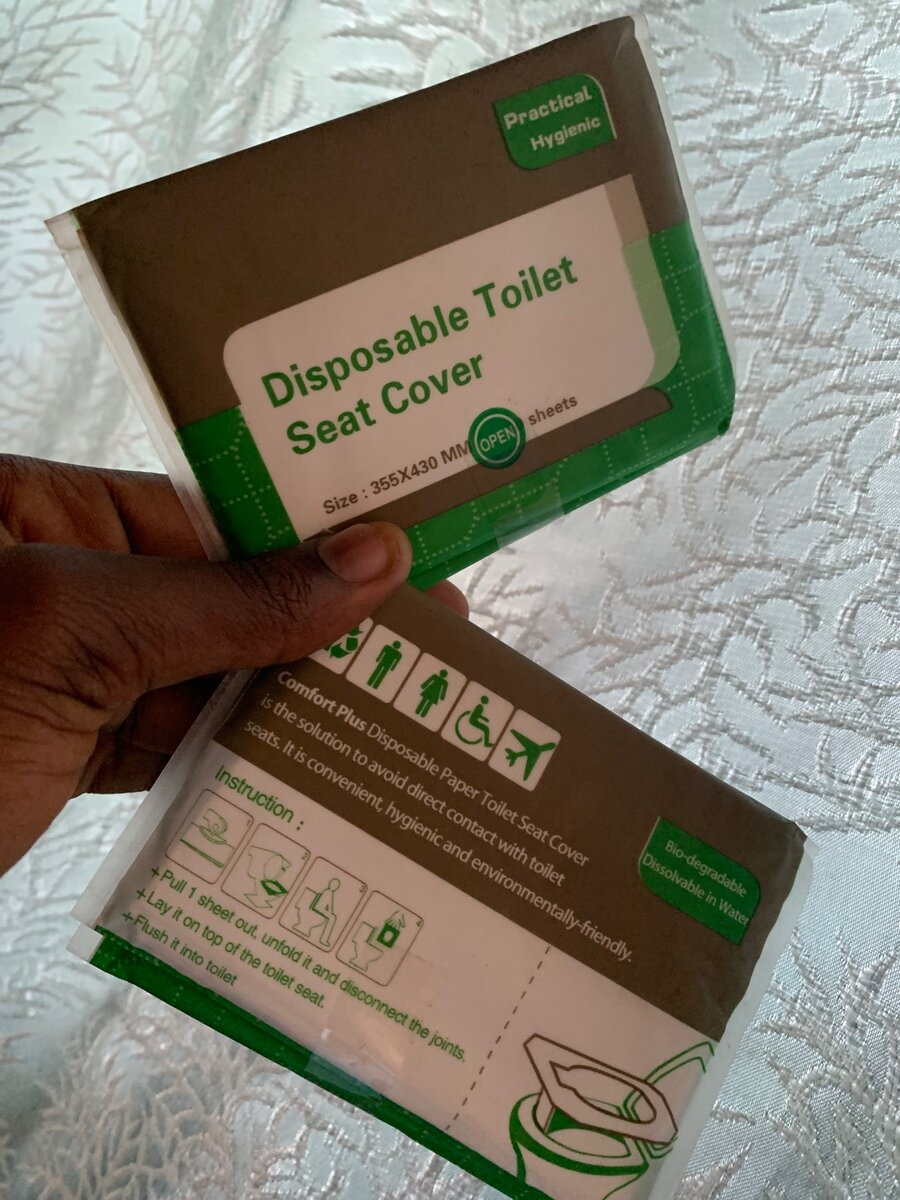 Practical
Hygienic
Disposable Toilet
Seat Cover
Size : 355X430 MM
OPEN
sheets
Comfort Plus Disposable Paper Toilet Seat Cover
is the solution to avoid direct contact with toilet
seats. It is convenient, hygienic and environmentally-friendly.
Bio-degradable
Dissolvable in Water
Instruction :
+Pull 1 sheet out, unfold it and disconnect the joints.
+Lay it on top of the toilet seat.
+Flush it into toilet